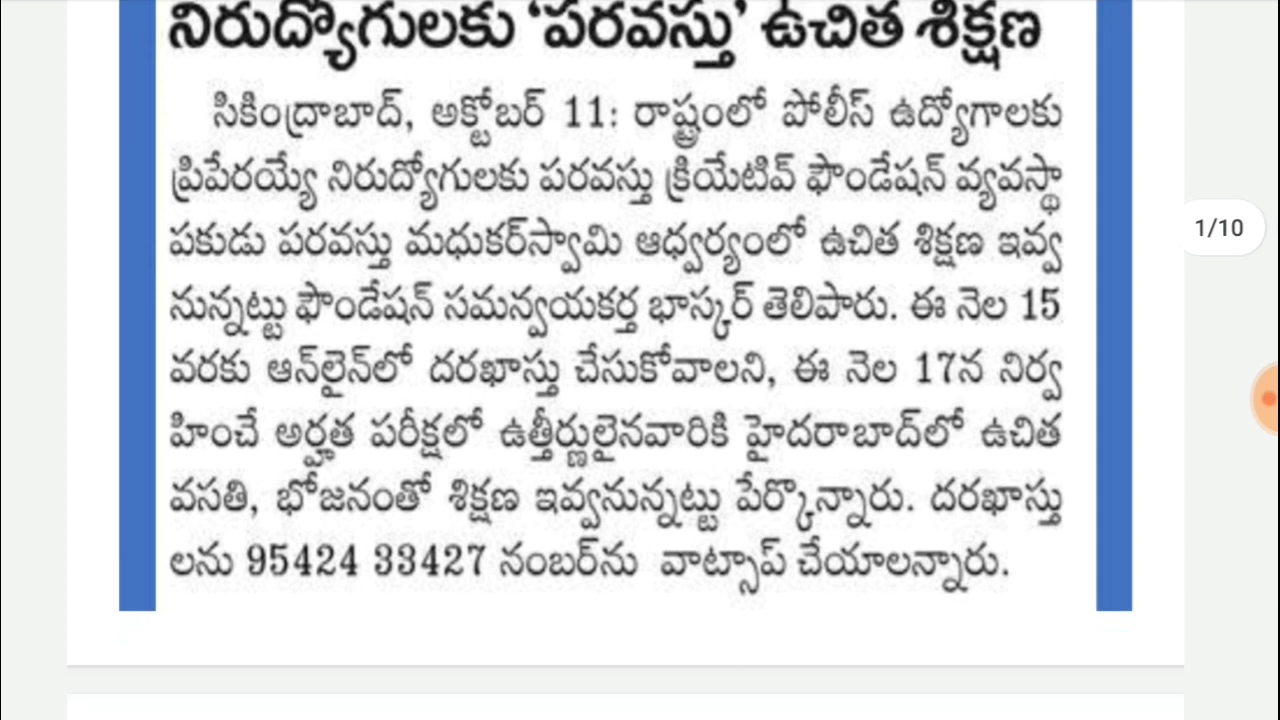 నిరుద్యోగులకు ‘పరవస్తు’ ఉచిత శిక్షణ
సికింద్రాబాద్, అక్టోబర్ 11: రాష్ట్రంలో పోలీస్ ఉద్యోగాలకు
ప్రిపేరయ్యే నిరుద్యోగులకు పరవస్తు క్రియేటివ్ ఫౌండేషన్ వ్యవస్థా
పకుడు పరవస్తు మధుకర్‌స్వామి ఆధ్వర్యంలో ఉచిత శిక్షణ ఇవ్వ
నున్నట్టు ఫౌండేషన్ సమన్వయకర్త భాస్కర్ తెలిపారు. ఈ నెల 15
వరకు ఆన్‌లైన్‌లో దరఖాస్తు చేసుకోవాలని, ఈ నెల 17న నిర్వ
హించే అర్హత పరీక్షలో ఉత్తీర్ణులైనవారికి హైదరాబాద్‌లో ఉచిత
వసతి, భోజనంతో శిక్షణ ఇవ్వనున్నట్టు పేర్కొన్నారు. దరఖాస్తు
లను 95424 33427 నంబర్‌ను వాట్సాప్ చేయాలన్నారు.
1/10